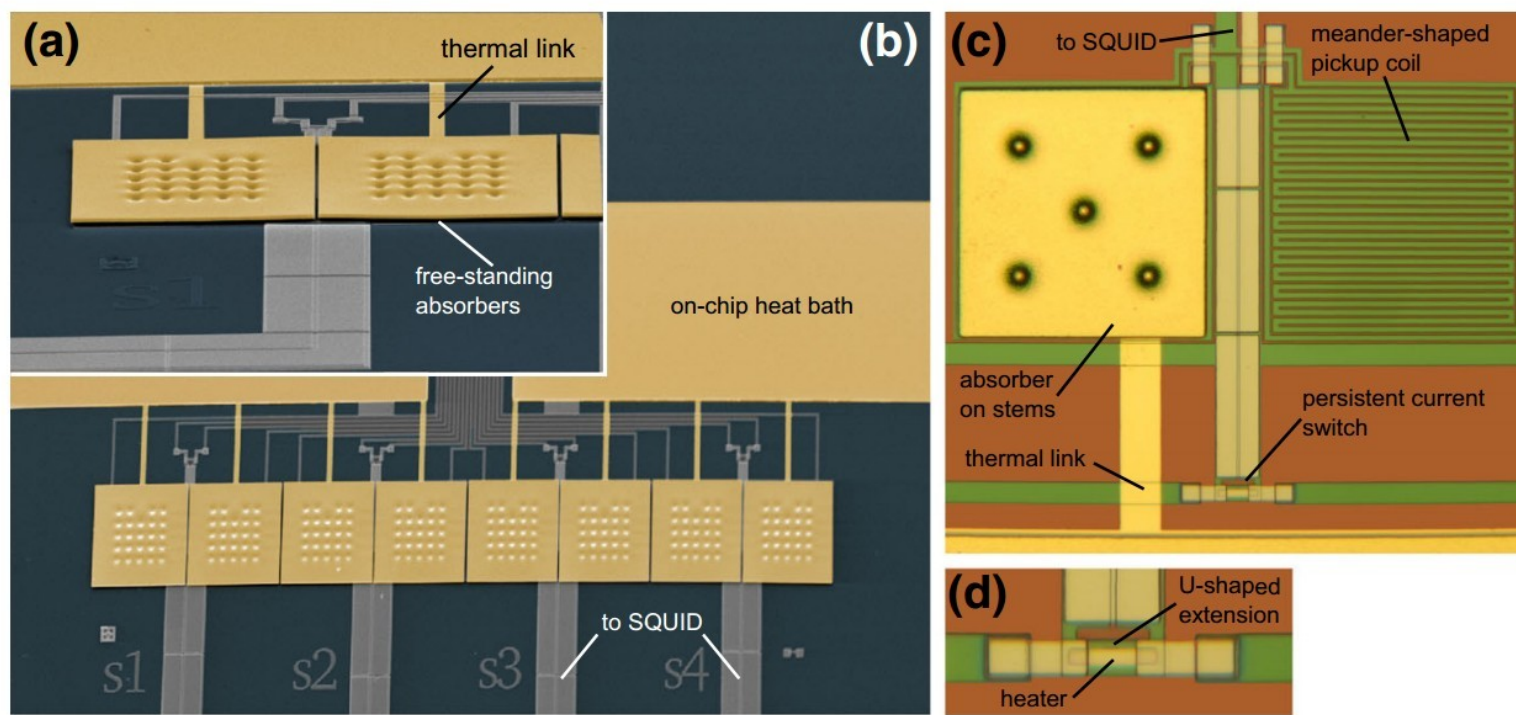 (a)
thermal link
free-standing
absorbers
s1
(b)
on-chip heat bath
to SQUID
s1
s2
s3
s4
(c)
to SQUID
meander-shaped
pickup coil
absorber
on stems
thermal link
persistent current
switch
(d)
U-shaped
extension
heater